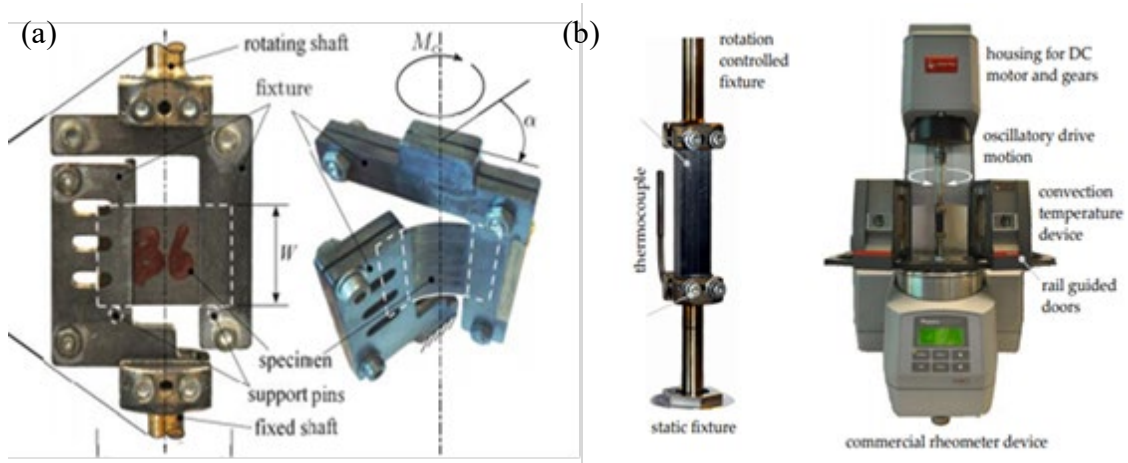 (a)
rotating shaft
fixture
M_C
α
B6
W
specimen
support pins
fixed shaft
(b)
rotation
controlled
fixture
thermocouple
static fixture
housing for DC
motor and gears
oscillatory drive
motion
convection
temperature
device
rail guided
doors
commercial rheometer device